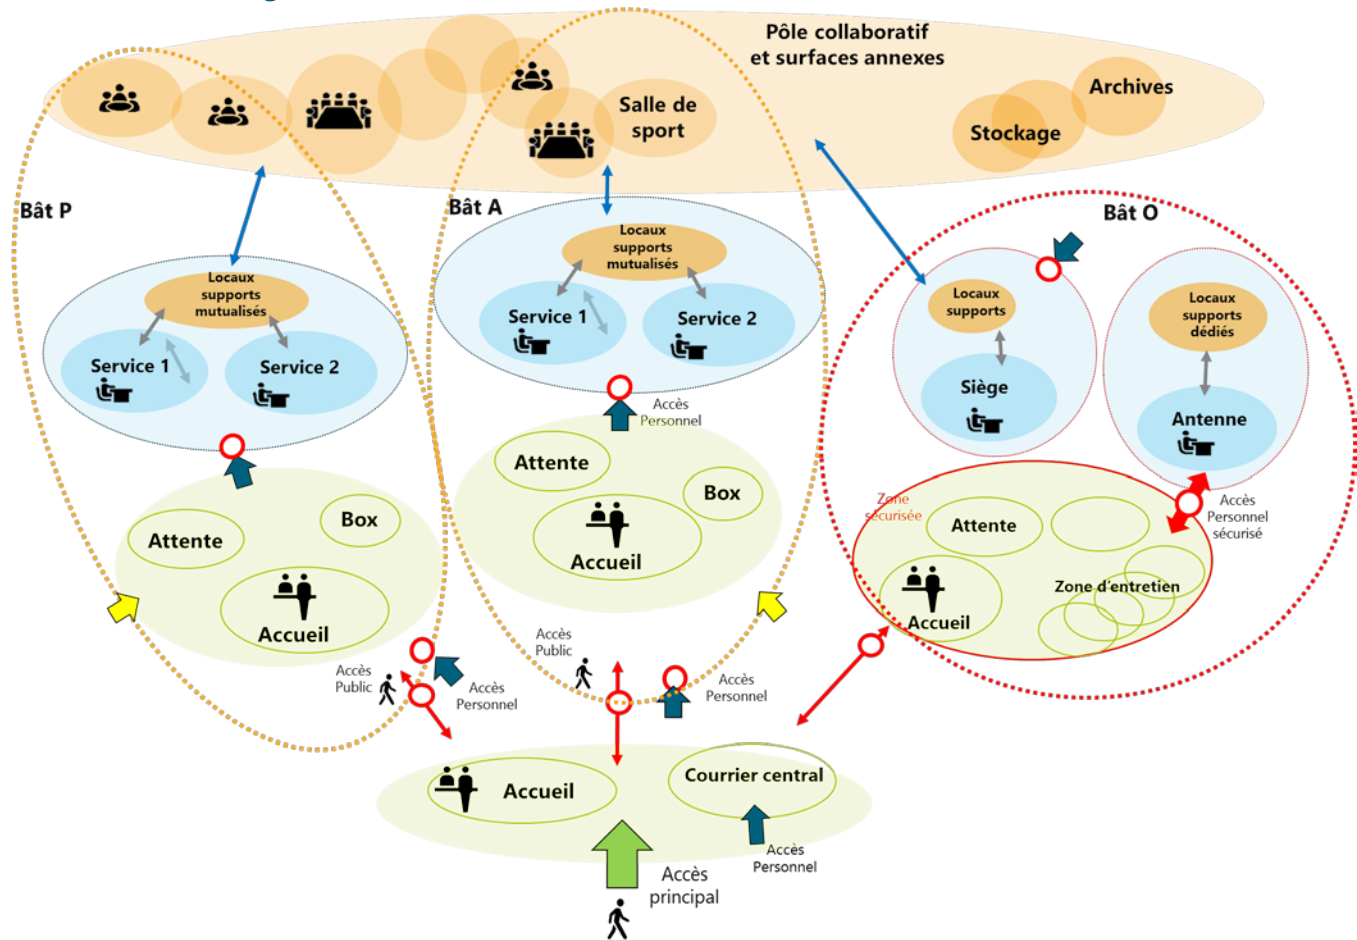 Pôle collaboratif
et surfaces annexes
Archives
Salle de
sport
Stockage
Bât P
Bât A
Bât O
Locaux
supports
mutualisés
Service 1
Service 2
Locaux
supports
mutualisés
Service 1
Service 2
Locaux
supports
Siège
Locaux
supports
dédiés
Antenne
Accès
Personnel
Attente
Box
Accueil
Attente
Box
Accueil
Zone
sécurisée
Attente
Accès
Personnel
sécurisé
Zone d'entretien
Accueil
Accès
Public
Accès
Personnel
Accès
Public
Accès
Personnel
Accueil
Courrier central
Accès
Personnel
Accès
principal